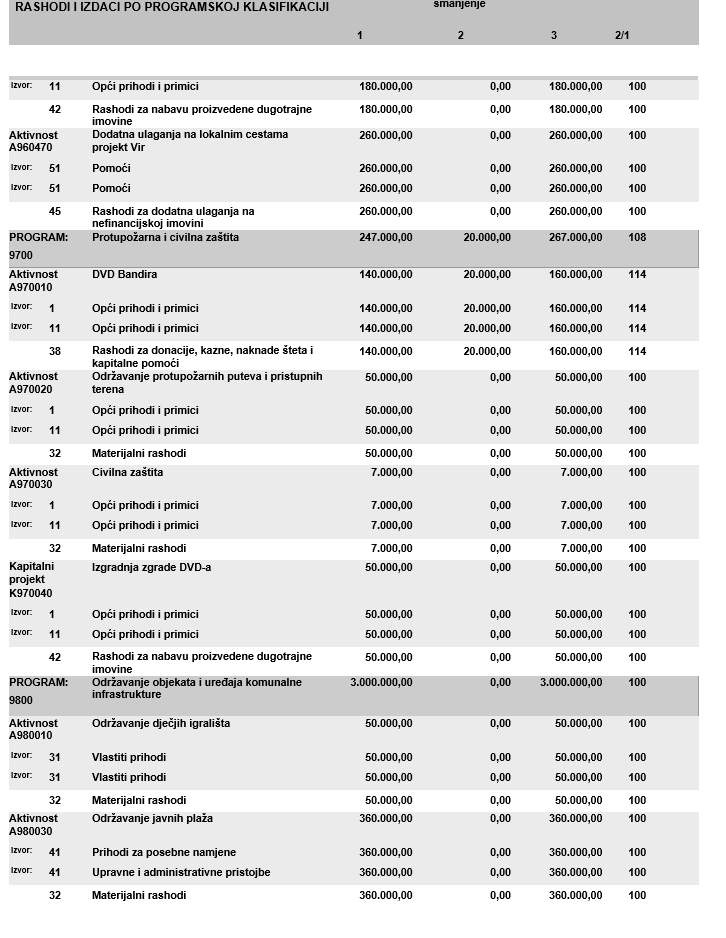 smanjenje
RASHODI I IZDACI PO PROGRAMSKOJ KLASIFIKACIJI
1 2 3 2/1
Izvor: 11 Opći prihodi i primici 180.000,00 0,00 180.000,00 100
42 Rashodi za nabavu proizvedene dugotrajne 180.000,00 0,00 180.000,00 100
imovine
Aktivnost Dodatna ulaganja na lokalnim cestama 260.000,00 0,00 260.000,00 100
A960470 projekt Vir
Izvor: 51 Pomoći 260.000,00 0,00 260.000,00 100
Izvor: 51 Pomoći 260.000,00 0,00 260.000,00 100
45 Rashodi za dodatna ulaganja na 260.000,00 0,00 260.000,00 100
nefinancijskoj imovini
PROGRAM: Protupožarna i civilna zaštita 247.000,00 20.000,00 267.000,00 108
9700
Aktivnost DVD Bandira 140.000,00 20.000,00 160.000,00 114
A970010
Izvor: 1 Opći prihodi i primici 140.000,00 20.000,00 160.000,00 114
Izvor: 11 Opći prihodi i primici 140.000,00 20.000,00 160.000,00 114
38 Rashodi za donacije, kazne, naknade šteta i 140.000,00 20.000,00 160.000,00 114
kapitalne pomoći
Aktivnost Održavanje protupožarnih puteva i pristupnih 50.000,00 0,00 50.000,00 100
A970020 terena
Izvor: 1 Opći prihodi i primici 50.000,00 0,00 50.000,00 100
Izvor: 11 Opći prihodi i primici 50.000,00 0,00 50.000,00 100
32 Materijalni rashodi 50.000,00 0,00 50.000,00 100
Aktivnost Civilna zaštita 7.000,00 0,00 7.000,00 100
A970030
Izvor: 1 Opći prihodi i primici 7.000,00 0,00 7.000,00 100
Izvor: 11 Opći prihodi i primici 7.000,00 0,00 7.000,00 100
32 Materijalni rashodi 7.000,00 0,00 7.000,00 100
Kapitalni Izgradnja zgrade DVD-a 50.000,00 0,00 50.000,00 100
projekt
K970040
Izvor: 1 Opći prihodi i primici 50.000,00 0,00 50.000,00 100
Izvor: 11 Opći prihodi i primici 50.000,00 0,00 50.000,00 100
42 Rashodi za nabavu proizvedene dugotrajne 50.000,00 0,00 50.000,00 100
imovine
PROGRAM: Održavanje objekata i uređaja komunalne 3.000.000,00 0,00 3.000.000,00 100
9800 infrastrukture
Aktivnost Održavanje dječjih igrališta 50.000,00 0,00 50.000,00 100
A980010
Izvor: 31 Vlastiti prihodi 50.000,00 0,00 50.000,00 100
Izvor: 31 Vlastiti prihodi 50.000,00 0,00 50.000,00 100
32 Materijalni rashodi 50.000,00 0,00 50.000,00 100
Aktivnost Održavanje javnih plaža 360.000,00 0,00 360.000,00 100
A980030
Izvor: 41 Prihodi za posebne namjene 360.000,00 0,00 360.000,00 100
Izvor: 41 Upravne i administrativne pristojbe 360.000,00 0,00 360.000,00 100
32 Materijalni rashodi 360.000,00 0,00 360.000,00 100